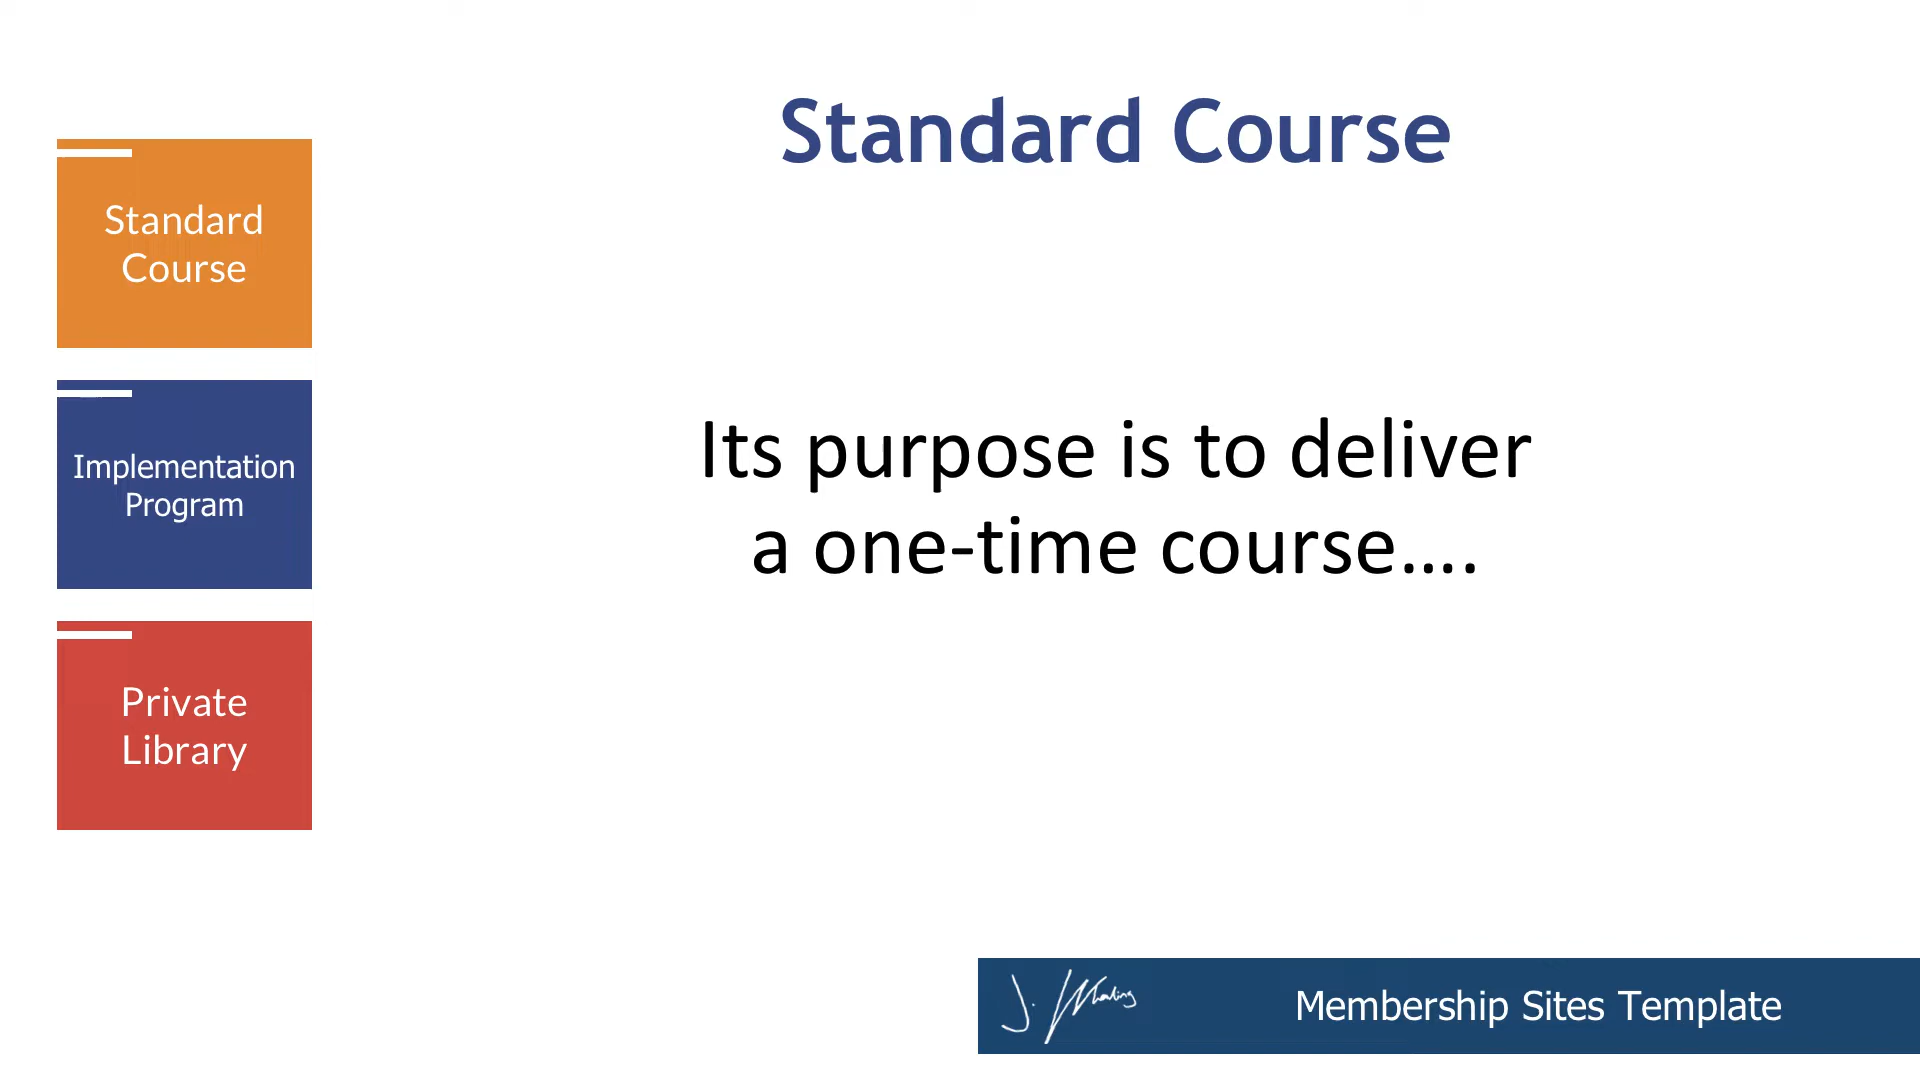 Standard Course
Standard
Course
Implementation
Program
Private
Library
Its purpose is to deliver
a one-time course....
Membership Sites Template